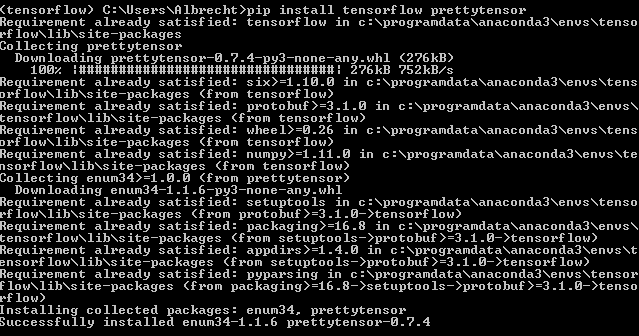 (tensorflow) C:\Users\Albrecht>pip install tensorflow prettytensor
Requirement already satisfied: tensorflow in c:\programdata\anaconda3\envs\tenso
rflow\lib\site-packages
Collecting prettytensor
  Downloading prettytensor-0.7.4-py3-none-any.whl (276kB)
    100% |################################| 276kB 752kB/s
Requirement already satisfied: six>=1.10.0 in c:\programdata\anaconda3\envs\tens
orflow\lib\site-packages (from tensorflow)
Requirement already satisfied: protobuf>=3.1.0 in c:\programdata\anaconda3\envs\
tensorflow\lib\site-packages (from tensorflow)
Requirement already satisfied: wheel>=0.26 in c:\programdata\anaconda3\envs\tens
orflow\lib\site-packages (from tensorflow)
Requirement already satisfied: numpy>=1.11.0 in c:\programdata\anaconda3\envs\te
nsorflow\lib\site-packages (from tensorflow)
Collecting enum34>=1.0.0 (from prettytensor)
  Downloading enum34-1.1.6-py3-none-any.whl
Requirement already satisfied: setuptools in c:\programdata\anaconda3\envs\tenso
rflow\lib\site-packages (from protobuf>=3.1.0->tensorflow)
Requirement already satisfied: packaging>=16.8 in c:\programdata\anaconda3\envs\
tensorflow\lib\site-packages (from setuptools->protobuf>=3.1.0->tensorflow)
Requirement already satisfied: appdirs>=1.4.0 in c:\programdata\anaconda3\envs\t
ensorflow\lib\site-packages (from setuptools->protobuf>=3.1.0->tensorflow)
Requirement already satisfied: pyparsing in c:\programdata\anaconda3\envs\tensor
flow\lib\site-packages (from packaging>=16.8->setuptools->protobuf>=3.1.0->tenso
rflow)
Installing collected packages: enum34, prettytensor
Successfully installed enum34-1.1.6 prettytensor-0.7.4